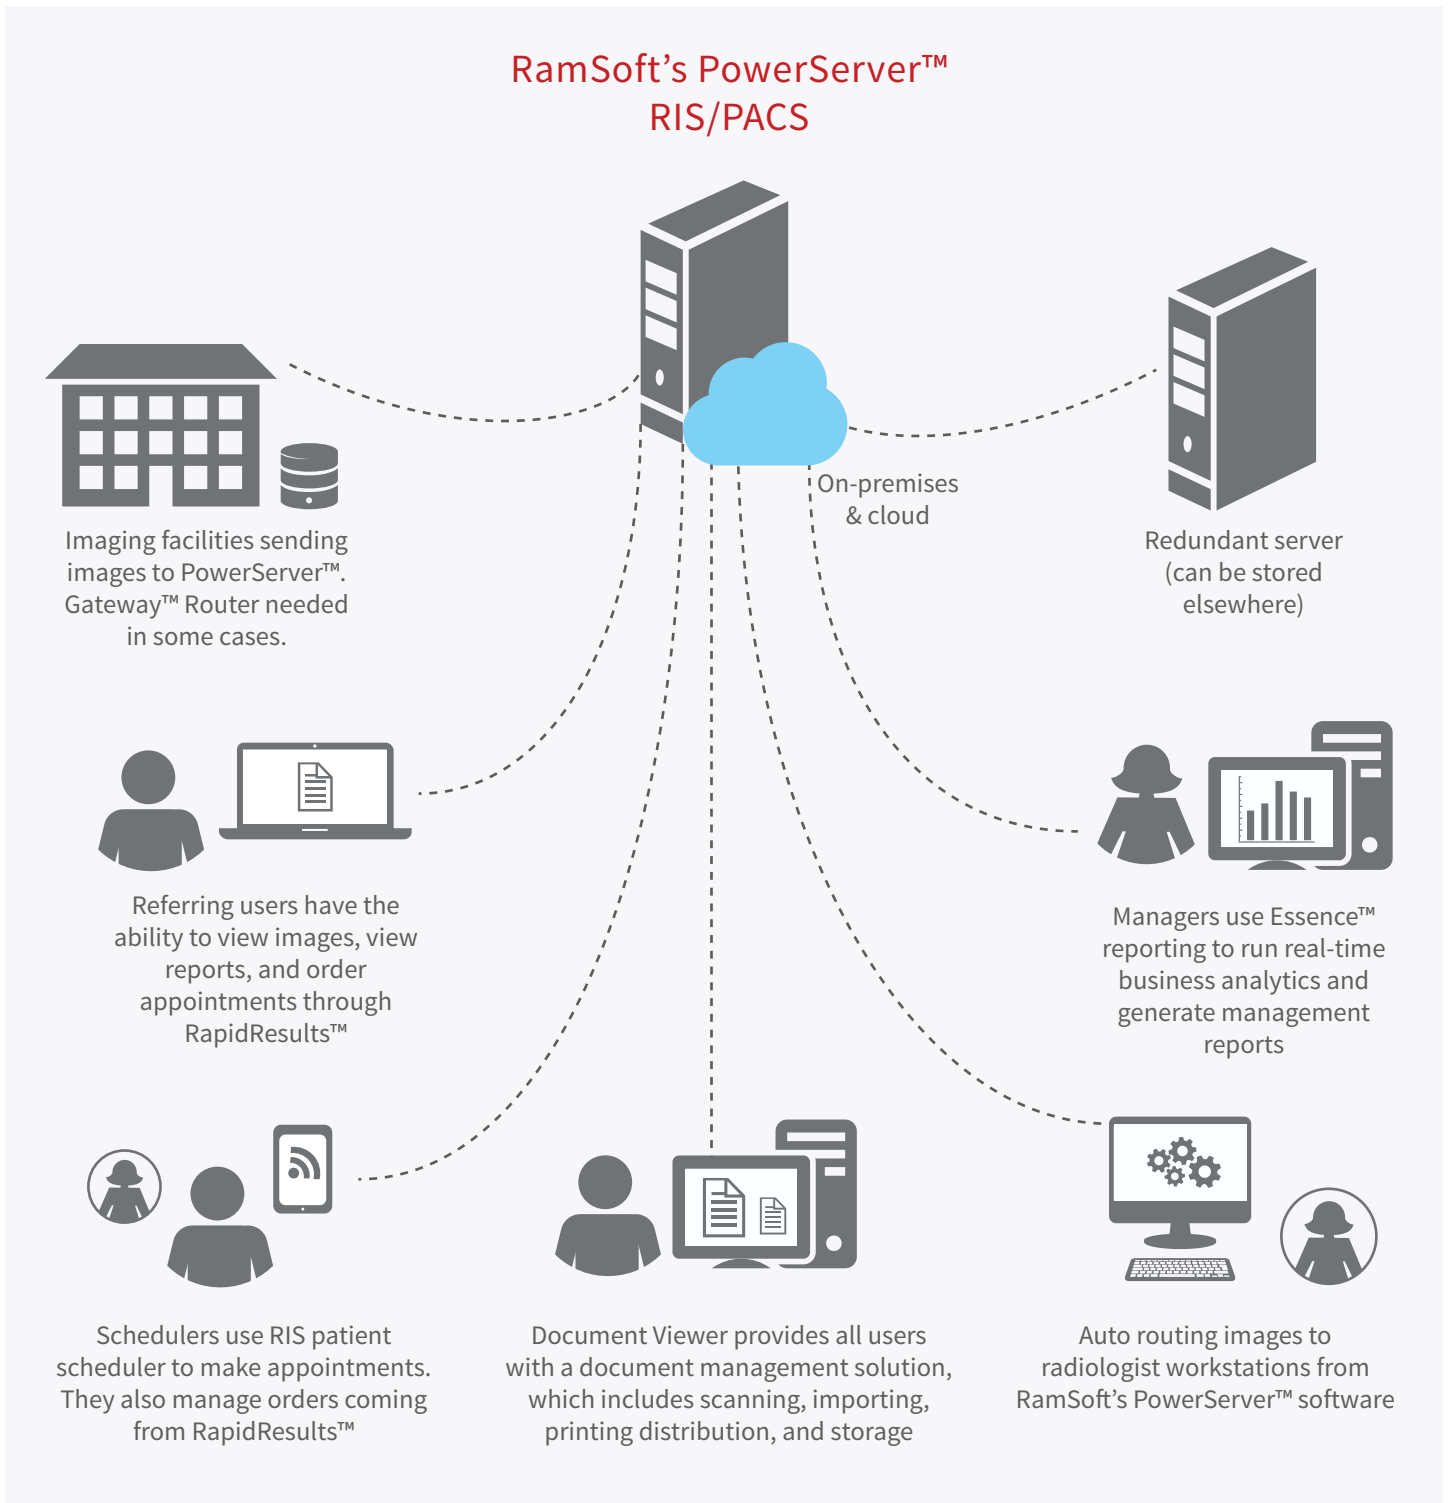 RamSoft's PowerServer™
RIS/PACS
On-premises
& cloud
Imaging facilities sending
images to PowerServer™.
Gateway™ Router needed
in some cases.
Redundant server
(can be stored
elsewhere)
Referring users have the
ability to view images, view
reports, and order
appointments through
RapidResults™
Managers use Essence™
reporting to run real-time
business analytics and
generate management
reports
Schedulers use RIS patient
scheduler to make appointments.
They also manage orders coming
from RapidResults™
Document Viewer provides all users
with a document management solution,
which includes scanning, importing,
printing distribution, and storage
Auto routing images to
radiologist workstations from
RamSoft's PowerServer™ software